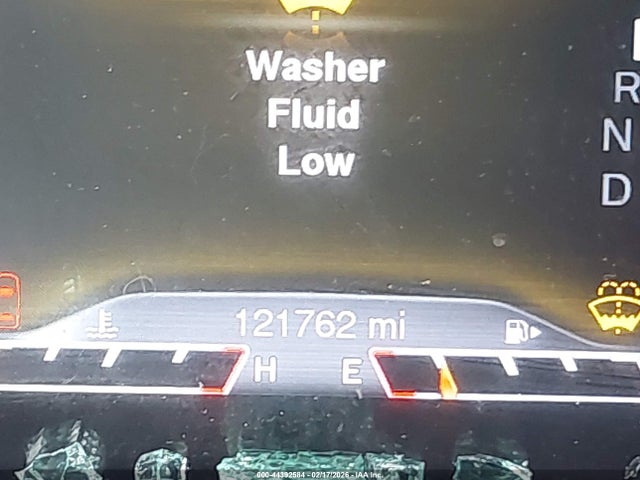 Washer
Fluid
Low
R
N
D
121762 mi
H E
000-44392584 - 02/17/2026 - IAA Inc.